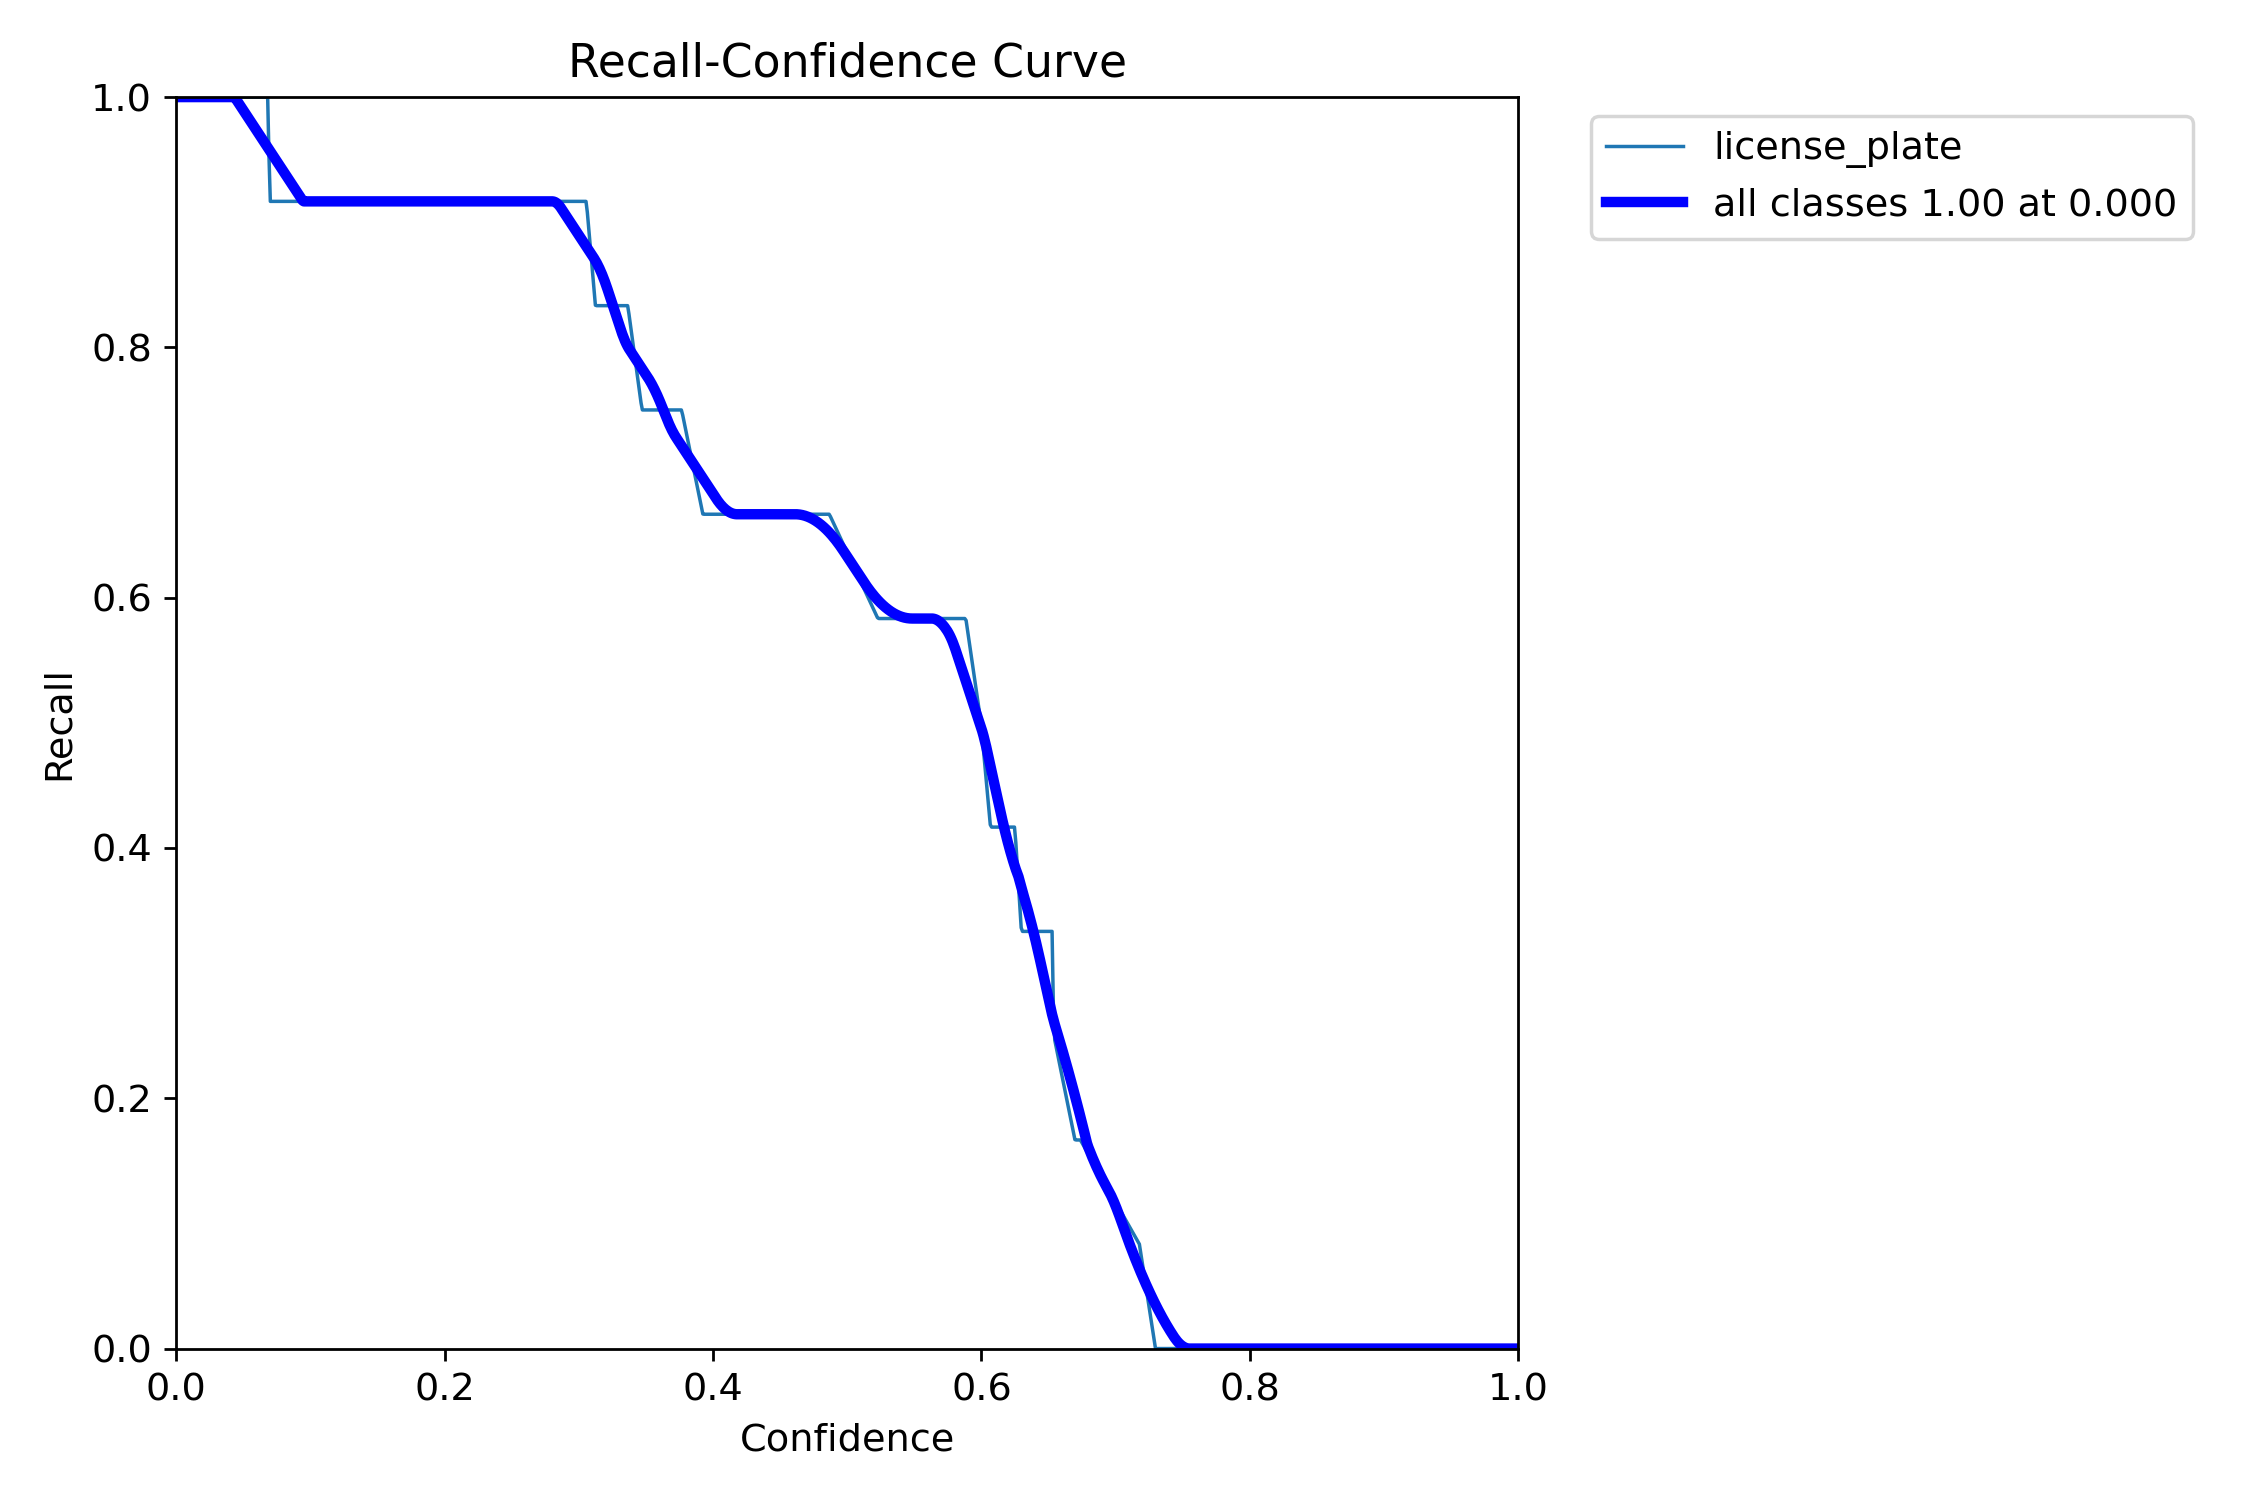 Recall-Confidence Curve
license_plate
all classes 1.00 at 0.000
1.0
0.8
0.6
0.4
0.2
0.0
Recall
0.0 0.2 0.4 0.6 0.8 1.0
Confidence